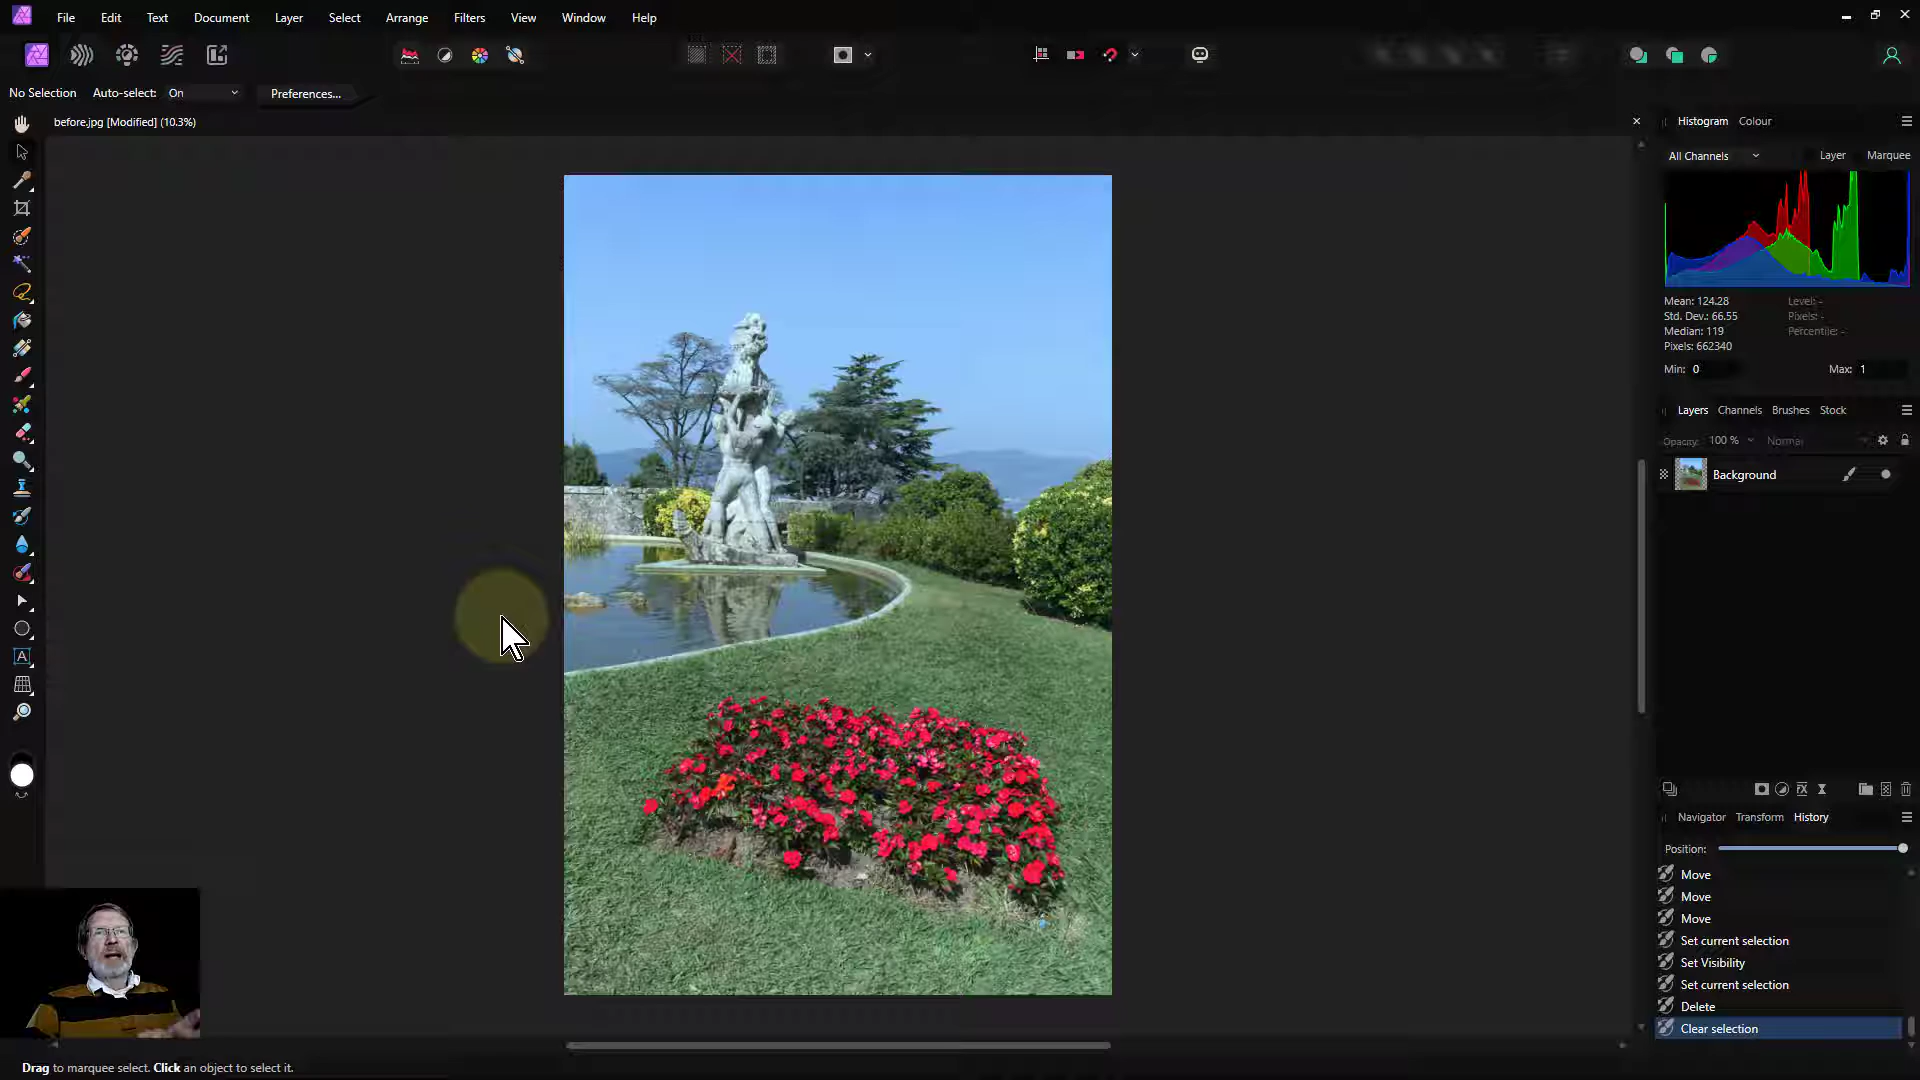 File Edit Text Document Layer Select Arrange Filters View Window Help
No Selection Auto-select: On Preferences...
before.jpg [Modified] (10.3%)
Histogram Colour
All Channels Layer Marquee
Mean: 124.28 Level: -
Std. Dev.: 66.55 Pixels: -
Median: 119 Percentile: -
Pixels: 662340
Min: 0 Max: 1
Layers Channels Brushes Stock
Opacity: 100 % Normal
Background
Navigator Transform History
Position:
Move
Move
Move
Set current selection
Set Visibility
Set current selection
Delete
Clear selection
Drag to marquee select. Click an object to select it.